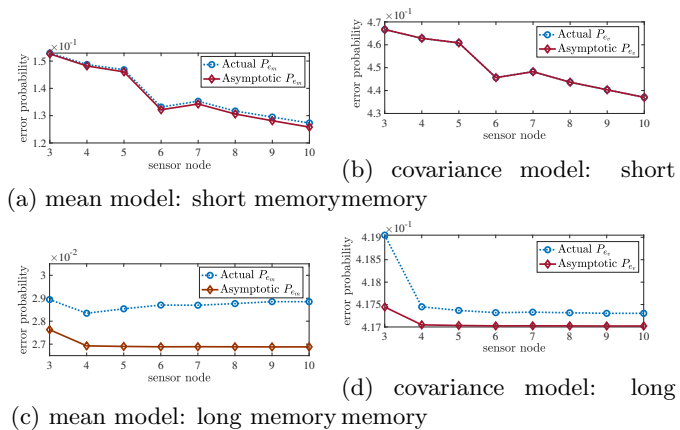 ×10⁻¹
1.5
1.4
1.3
1.2
error probability
Actual P_{e_m}
Asymptotic P_{e_m}
3 4 5 6 7 8 9 10
sensor node
(a) mean model: short memory
×10⁻¹
4.7
4.6
4.5
4.4
4.3
error probability
Actual P_{e_v}
Asymptotic P_{e_v}
3 4 5 6 7 8 9 10
sensor node
(b) covariance model: short
memory
×10⁻²
3
2.9
2.8
2.7
error probability
Actual P_{e_m}
Asymptotic P_{e_m}
3 4 5 6 7 8 9 10
sensor node
(c) mean model: long memory
×10⁻¹
4.19
4.185
4.18
4.175
4.17
error probability
Actual P_{e_v}
Asymptotic P_{e_v}
3 4 5 6 7 8 9 10
sensor node
(d) covariance model: long
memory